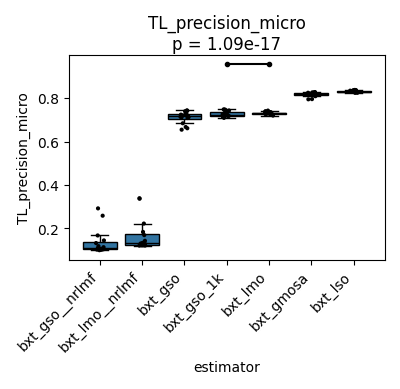 TL_precision_micro
p = 1.09e-17
TL_precision_micro
0.8
0.6
0.4
0.2
bxt_gso__nrlmf
bxt_lmo__nrlmf
bxt_gso
bxt_gso_1k
bxt_lmo
bxt_gmosa
bxt_lso
estimator